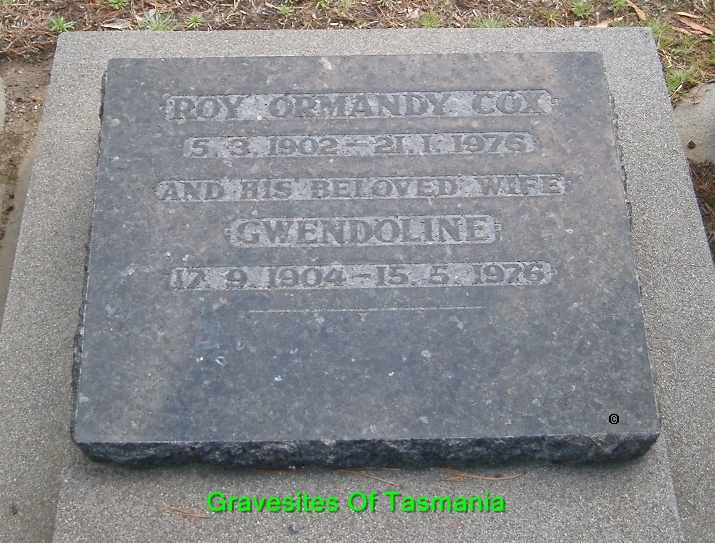 ROY ORMANDY COX
5. 3. 1902 - 21. 1. 1976
AND HIS BELOVED WIFE
GWENDOLINE
17. 9. 1904 - 15. 5. 1976
©
Gravesites Of Tasmania